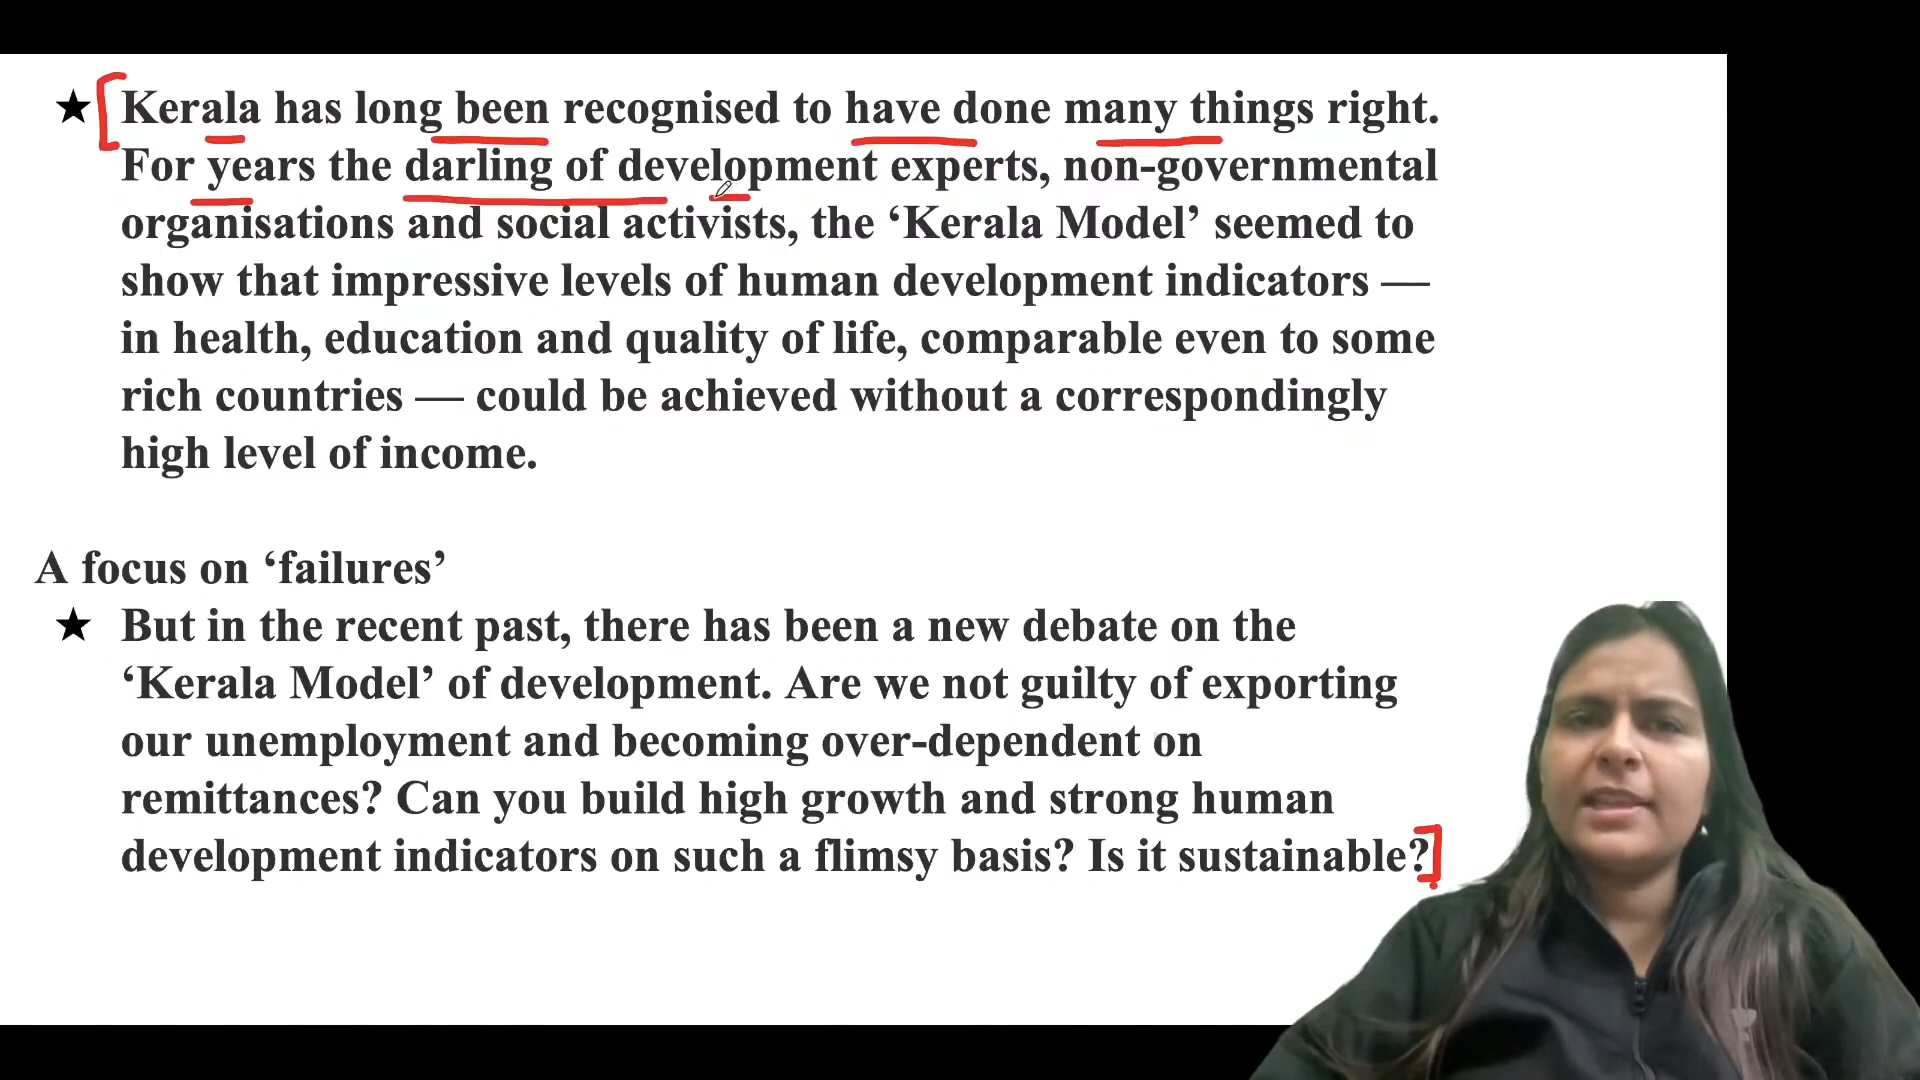 ★ Kerala has long been recognised to have done many things right.
For years the darling of development experts, non-governmental
organisations and social activists, the ‘Kerala Model’ seemed to
show that impressive levels of human development indicators —
in health, education and quality of life, comparable even to some
rich countries — could be achieved without a correspondingly
high level of income.
A focus on ‘failures’
★ But in the recent past, there has been a new debate on the
‘Kerala Model’ of development. Are we not guilty of exporting
our unemployment and becoming over-dependent on
remittances? Can you build high growth and strong human
development indicators on such a flimsy basis? Is it sustainable?